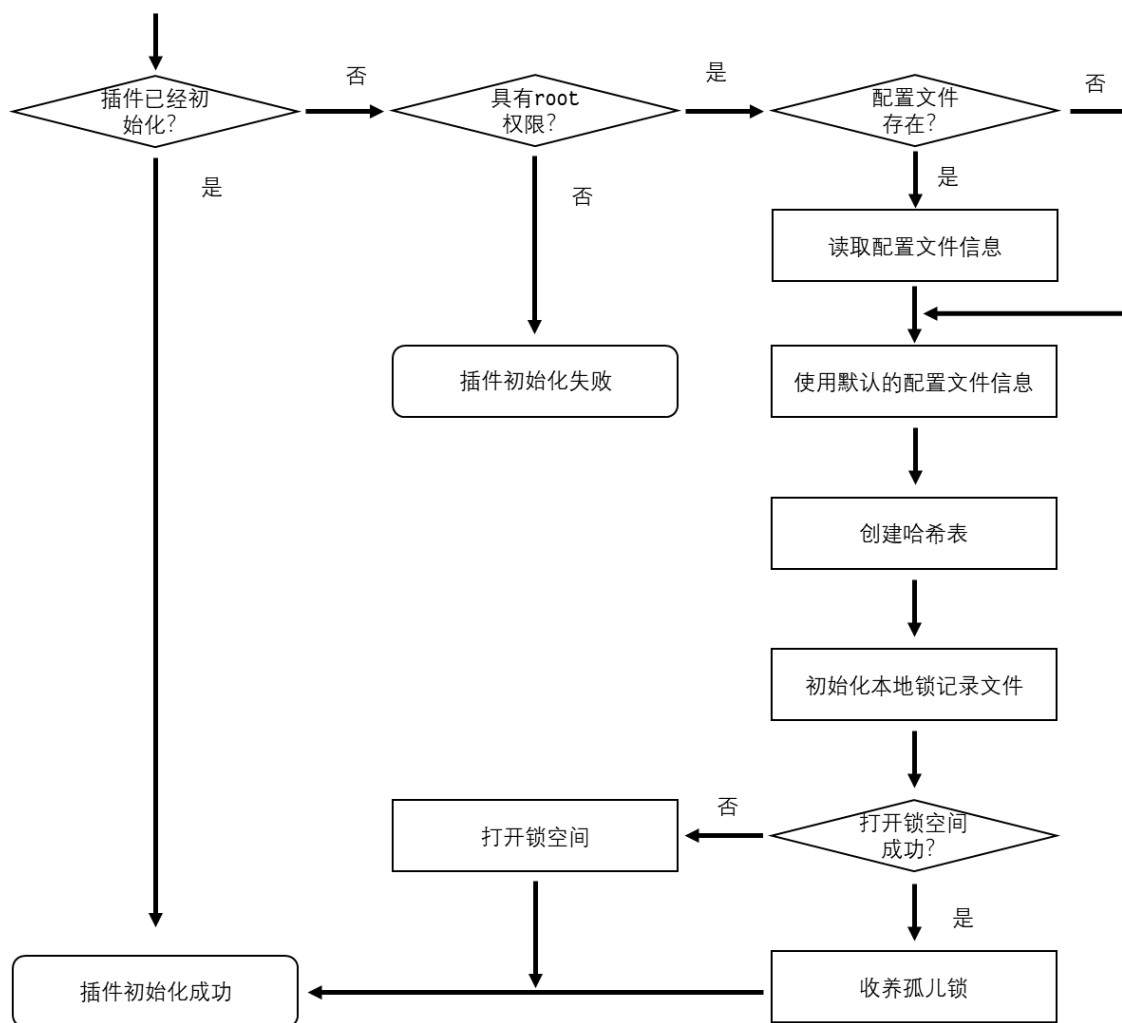 否
是
插件已经初
始化?
具有root
权限?
配置文件
存在?
否
是
否
是
读取配置文件信息
插件初始化失败
使用默认的配置文件信息
创建哈希表
初始化本地锁记录文件
否
打开锁空间
打开锁空间
成功?
是
插件初始化成功
收养孤儿锁